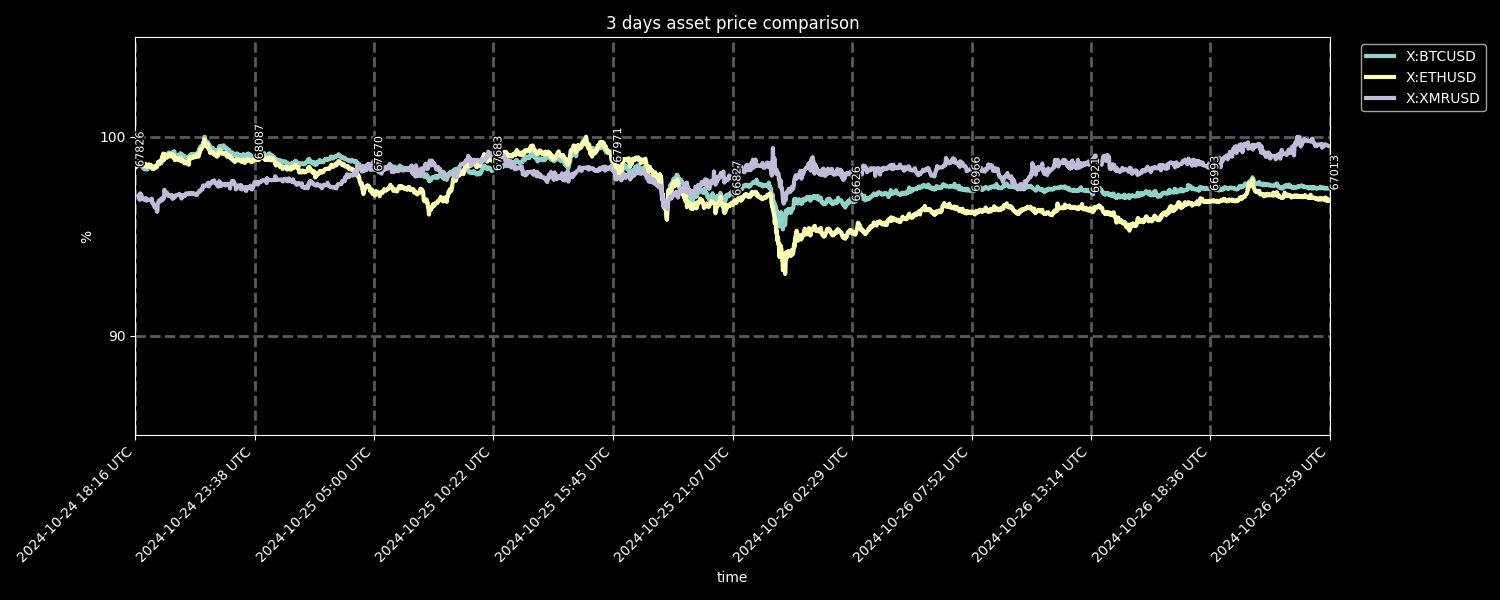 3 days asset price comparison
X:BTCUSD
X:ETHUSD
X:XMRUSD
100
90
%
67826
68087
67670
67683
67971
66827
66626
66966
66921
66993
67013
2024-10-24 18:16 UTC
2024-10-24 23:38 UTC
2024-10-25 05:00 UTC
2024-10-25 10:22 UTC
2024-10-25 15:45 UTC
2024-10-25 21:07 UTC
2024-10-26 02:29 UTC
2024-10-26 07:52 UTC
2024-10-26 13:14 UTC
2024-10-26 18:36 UTC
2024-10-26 23:59 UTC
time